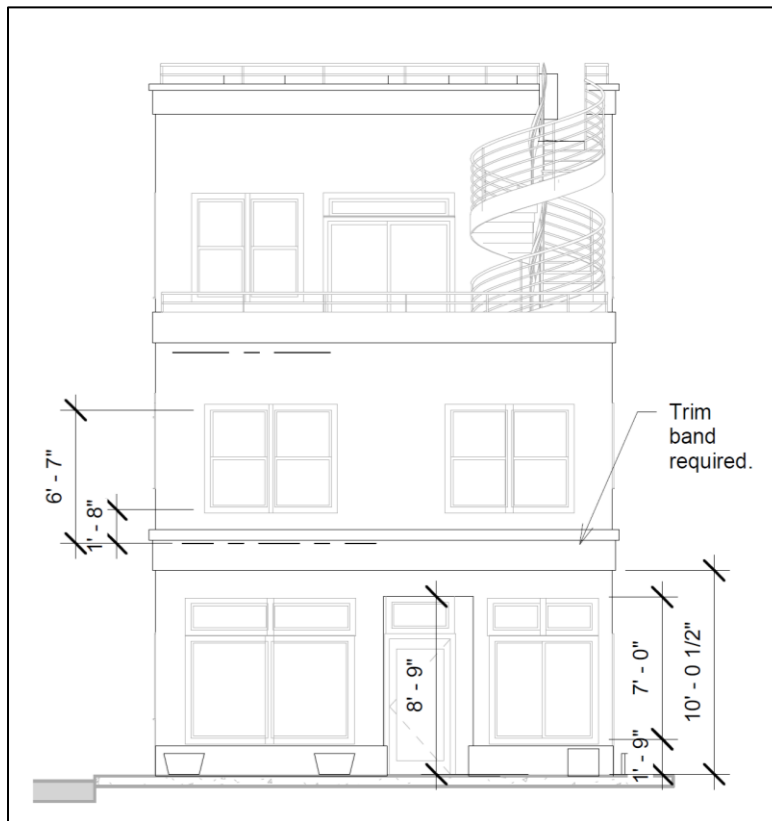 Trim
band
required.
6' - 7"
1' - 8"
8' - 9"
7' - 0"
10' - 0 1/2"
1' - 9"